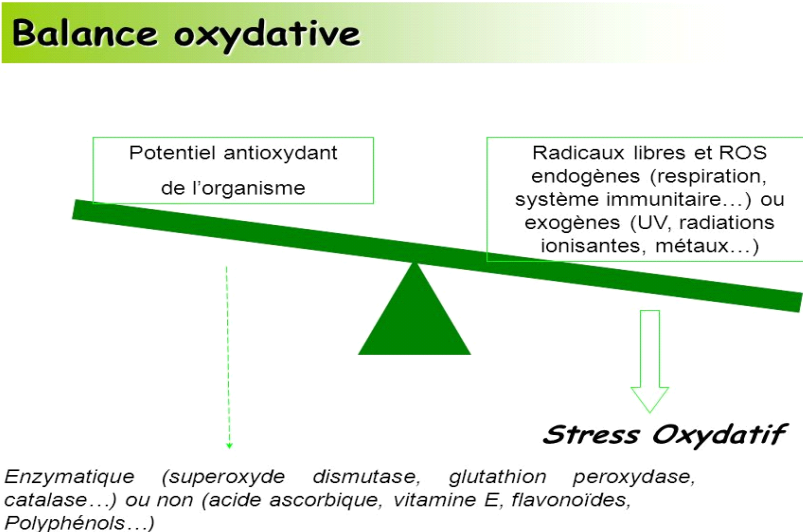 Balance oxydative
Potentiel antioxydant
de l'organisme
Radicaux libres et ROS
endogènes (respiration,
système immunitaire…) ou
exogènes (UV, radiations
ionisantes, métaux…)
Stress Oxydatif
Enzymatique (superoxyde dismutase, glutathion peroxydase,
catalase…) ou non (acide ascorbique, vitamine E, flavonoïdes,
Polyphénols…)